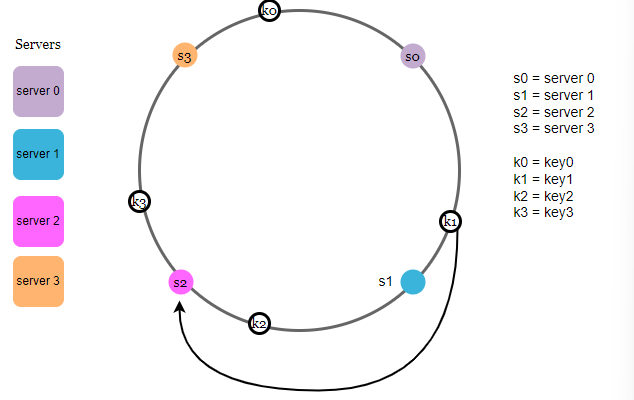 Servers
server 0
server 1
server 2
server 3
k0
s3
s0
k3
k1
s2
s1
k2
s0 = server 0
s1 = server 1
s2 = server 2
s3 = server 3
k0 = key0
k1 = key1
k2 = key2
k3 = key3